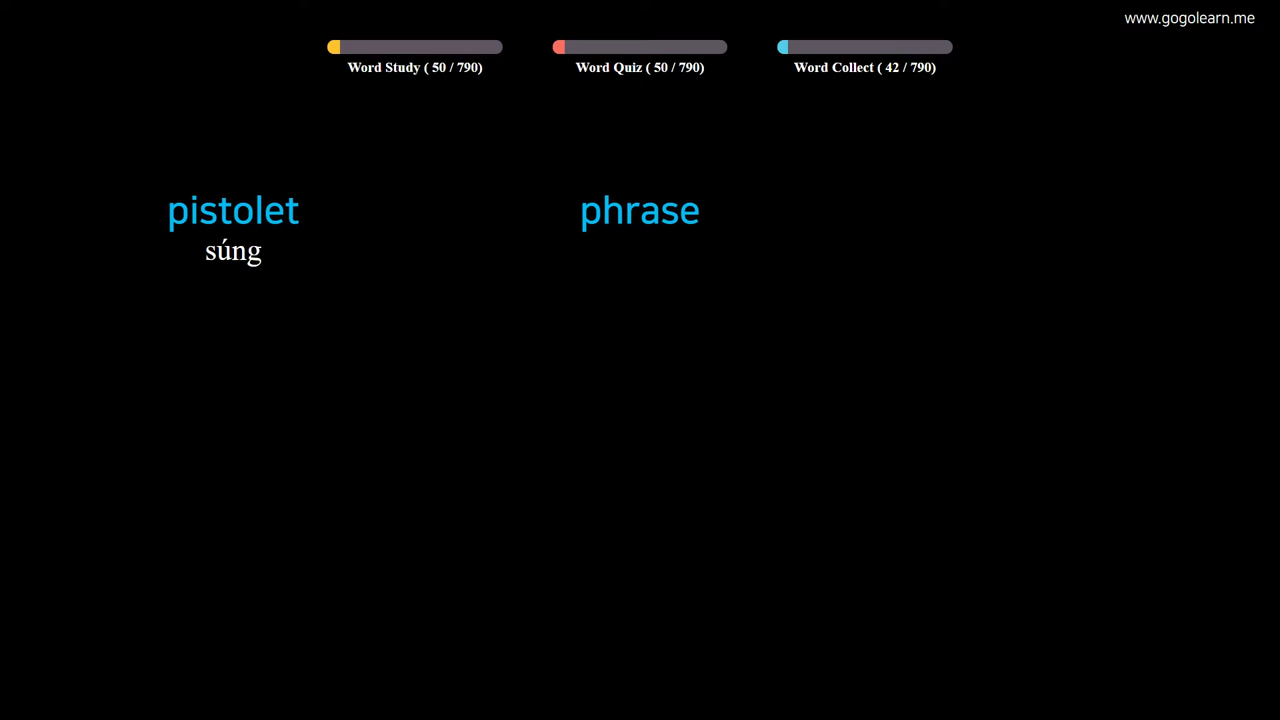 www.gogolearn.me
Word Study ( 50 / 790)
Word Quiz ( 50 / 790)
Word Collect ( 42 / 790)
pistolet
súng
phrase